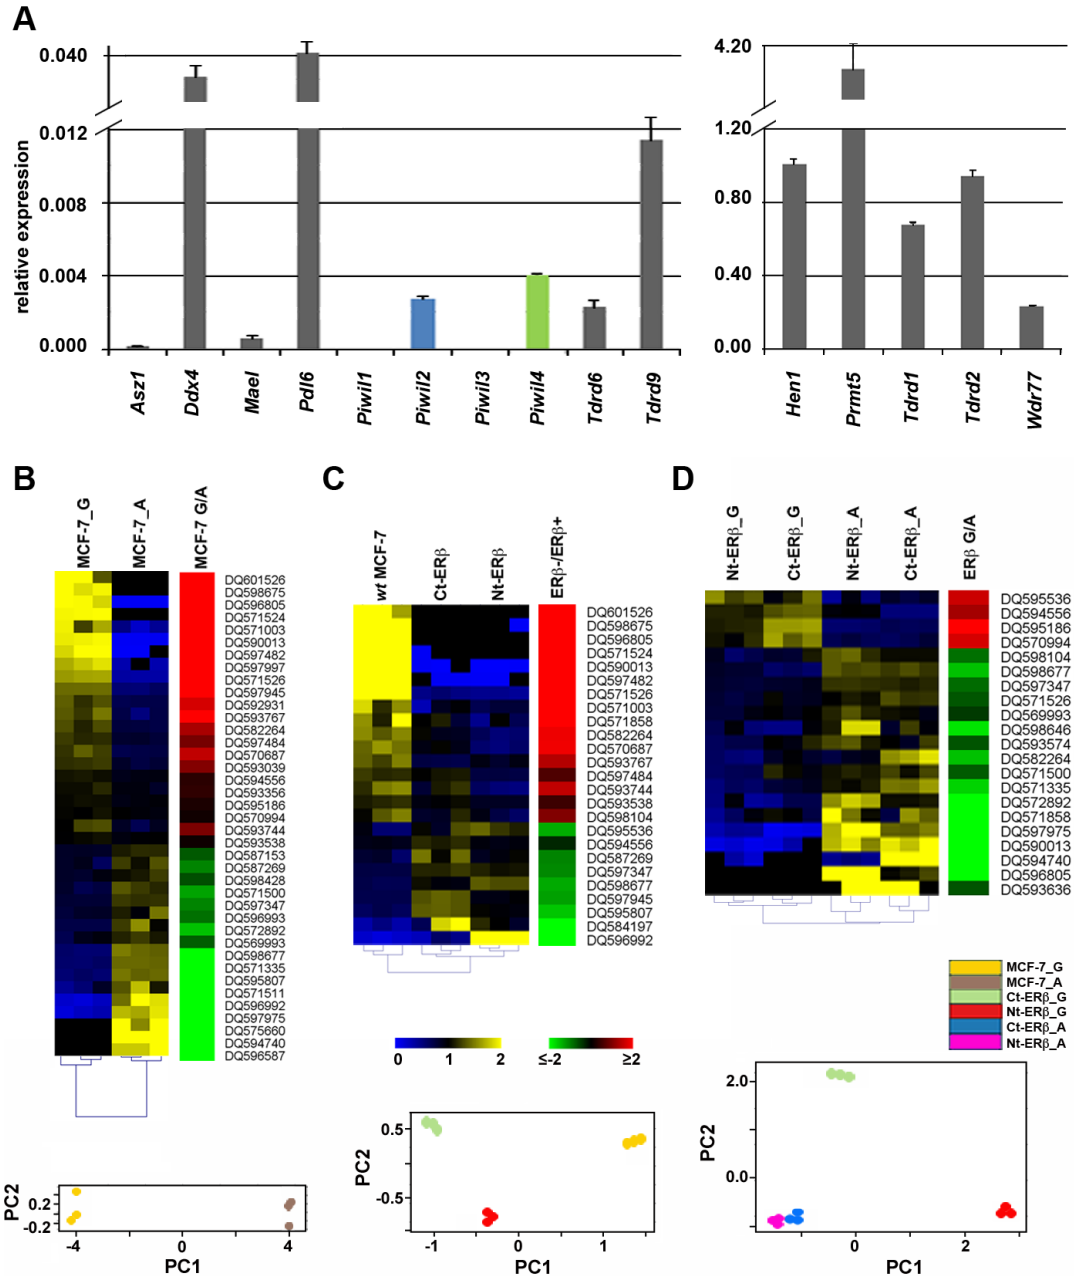 A
relative expression
0.040
0.012
0.008
0.004
0.000
Asz1
Ddx4
Mael
Pdl6
Piwil1
Piwil2
Piwil3
Piwil4
Tdrd6
Tdrd9
4.20
1.20
0.80
0.40
0.00
Hen1
Prmt5
Tdrd1
Tdrd2
Wdr77
B
MCF-7_G
MCF-7_A
MCF-7 G/A
DQ601526
DQ598675
DQ596805
DQ571524
DQ571003
DQ590013
DQ597482
DQ597997
DQ571526
DQ597945
DQ592931
DQ593767
DQ582264
DQ597484
DQ570687
DQ593039
DQ594556
DQ593356
DQ595186
DQ570994
DQ593744
DQ593538
DQ587153
DQ587269
DQ598428
DQ571500
DQ597347
DQ596993
DQ572892
DQ569993
DQ598677
DQ571335
DQ595807
DQ571511
DQ596992
DQ597975
DQ575660
DQ594740
DQ596587
PC2
0.2
-0.2
-4
0
4
PC1
C
wt MCF-7
Ct-ERβ
Nt-ERβ
ERβ-/ERβ+
DQ601526
DQ598675
DQ596805
DQ571524
DQ590013
DQ597482
DQ571526
DQ571003
DQ571858
DQ582264
DQ570687
DQ593767
DQ597484
DQ593744
DQ593538
DQ598104
DQ595536
DQ594556
DQ587269
DQ597347
DQ598677
DQ597945
DQ595807
DQ584197
DQ596992
0
1
2
≤-2
≥2
PC2
0.5
-0.5
-1
0
1
PC1
D
Nt-ERβ_G
Ct-ERβ_G
Nt-ERβ_A
Ct-ERβ_A
ERβ G/A
DQ595536
DQ594556
DQ595186
DQ570994
DQ598104
DQ598677
DQ597347
DQ571526
DQ569993
DQ598646
DQ593574
DQ582264
DQ571500
DQ571335
DQ572892
DQ571858
DQ597975
DQ590013
DQ594740
DQ596805
DQ593636
MCF-7_G
MCF-7_A
Ct-ERβ_G
Nt-ERβ_G
Ct-ERβ_A
Nt-ERβ_A
PC2
2.0
0.0
0
2
PC1